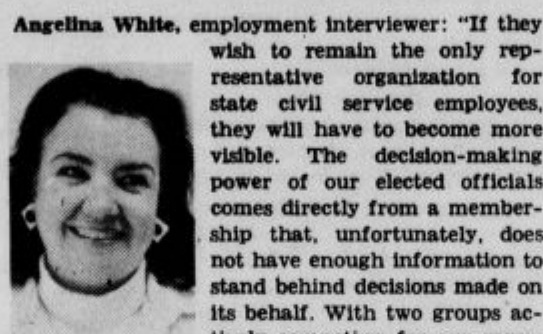 Angelina White, employment interviewer: "If they
wish to remain the only rep-
resentative organization for
state civil service employees,
they will have to become more
visible. The decision-making
power of our elected officials
comes directly from a member-
ship that, unfortunately, does
not have enough information to
stand behind decisions made on
its behalf. With two groups ac-